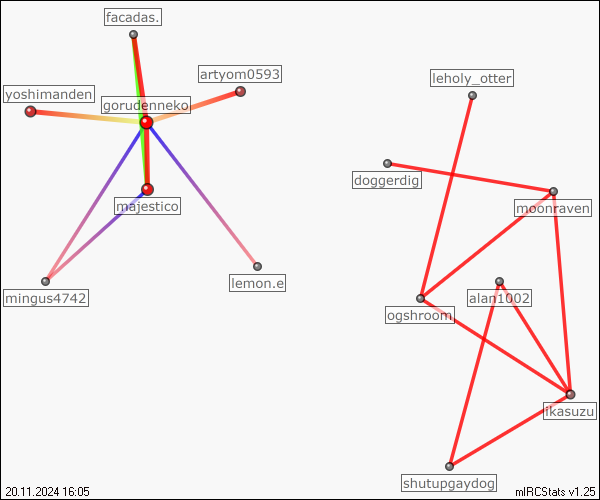 facadas.
artyom0593
leholy_otter
yoshimanden
gorudenneko
doggerdig
majestico
moonraven
lemon.e
mingus4742
alan1002
ogshroom
ikasuzu
shutupgaydog
20.11.2024 16:05
mIRCStats v1.25